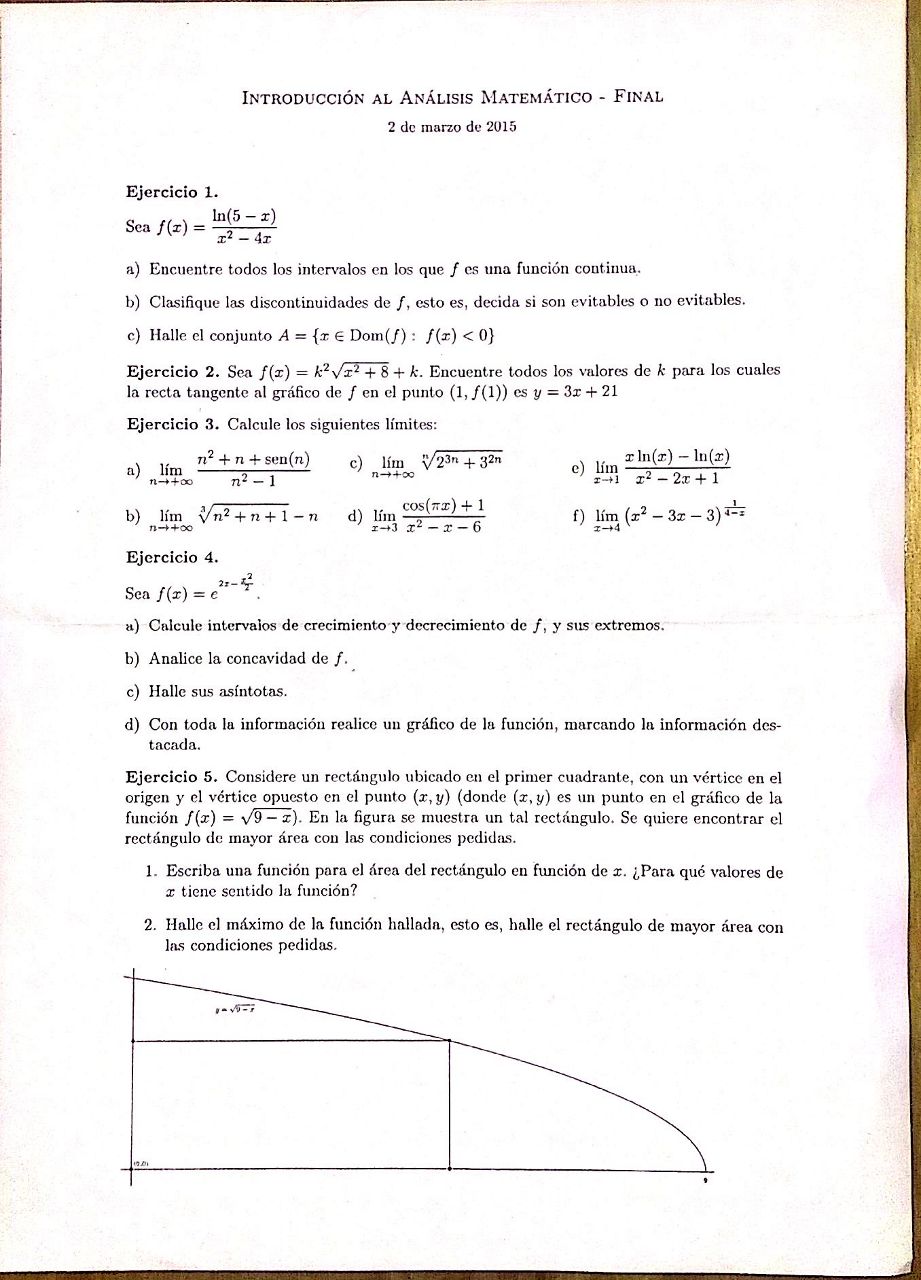 INTRODUCCIÓN AL ANÁLISIS MATEMÁTICO - FINAL
2 de marzo de 2015
Ejercicio 1.
Sea f(x) = ln(5 − x) / (x² − 4x)
a) Encuentre todos los intervalos en los que f es una función continua.
b) Clasifique las discontinuidades de f, esto es, decida si son evitables o no evitables.
c) Halle el conjunto A = {x ∈ Dom(f) : f(x) < 0}
Ejercicio 2. Sea f(x) = k²√(x² + 8) + k. Encuentre todos los valores de k para los cuales
la recta tangente al gráfico de f en el punto (1, f(1)) es y = 3x + 21
Ejercicio 3. Calcule los siguientes límites:
a) lím n→+∞ (n² + n + sen(n)) / (n² − 1)
c) lím n→+∞ ⁿ√(2³ⁿ + 3²ⁿ)
e) lím x→1 (x ln(x) − ln(x)) / (x² − 2x + 1)
b) lím n→+∞ ³√(n² + n + 1) − n
d) lím x→3 (cos(πx) + 1) / (x² − x − 6)
f) lím x→4 (x² − 3x − 3)^(1/(4−x))
Ejercicio 4.
Sea f(x) = e^(2x − x²/2).
a) Calcule intervalos de crecimiento y decrecimiento de f, y sus extremos.
b) Analice la concavidad de f.
c) Halle sus asíntotas.
d) Con toda la información realice un gráfico de la función, marcando la información des-
tacada.
Ejercicio 5. Considere un rectángulo ubicado en el primer cuadrante, con un vértice en el
origen y el vértice opuesto en el punto (x, y) (donde (x, y) es un punto en el gráfico de la
función f(x) = √(9 − x)). En la figura se muestra un tal rectángulo. Se quiere encontrar el
rectángulo de mayor área con las condiciones pedidas.
1. Escriba una función para el área del rectángulo en función de x. ¿Para qué valores de
x tiene sentido la función?
2. Halle el máximo de la función hallada, esto es, halle el rectángulo de mayor área con
las condiciones pedidas.
y = √(9 − x)
(0,0)
9